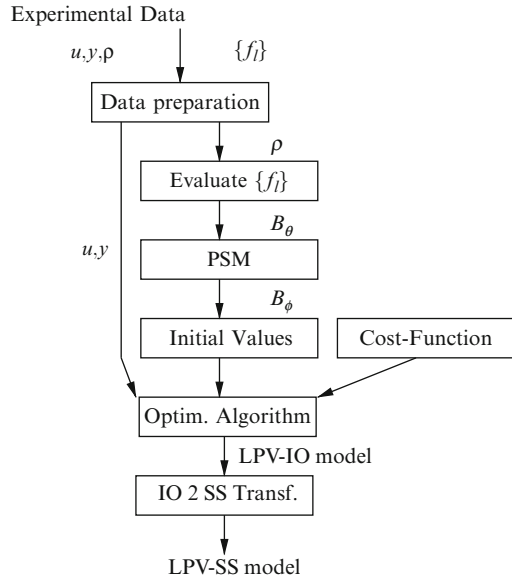 Experimental Data
u,y,ρ
{f_l}
Data preparation
ρ
Evaluate {f_l}
B_θ
u,y
PSM
B_ϕ
Initial Values
Cost-Function
Optim. Algorithm
LPV-IO model
IO 2 SS Transf.
LPV-SS model